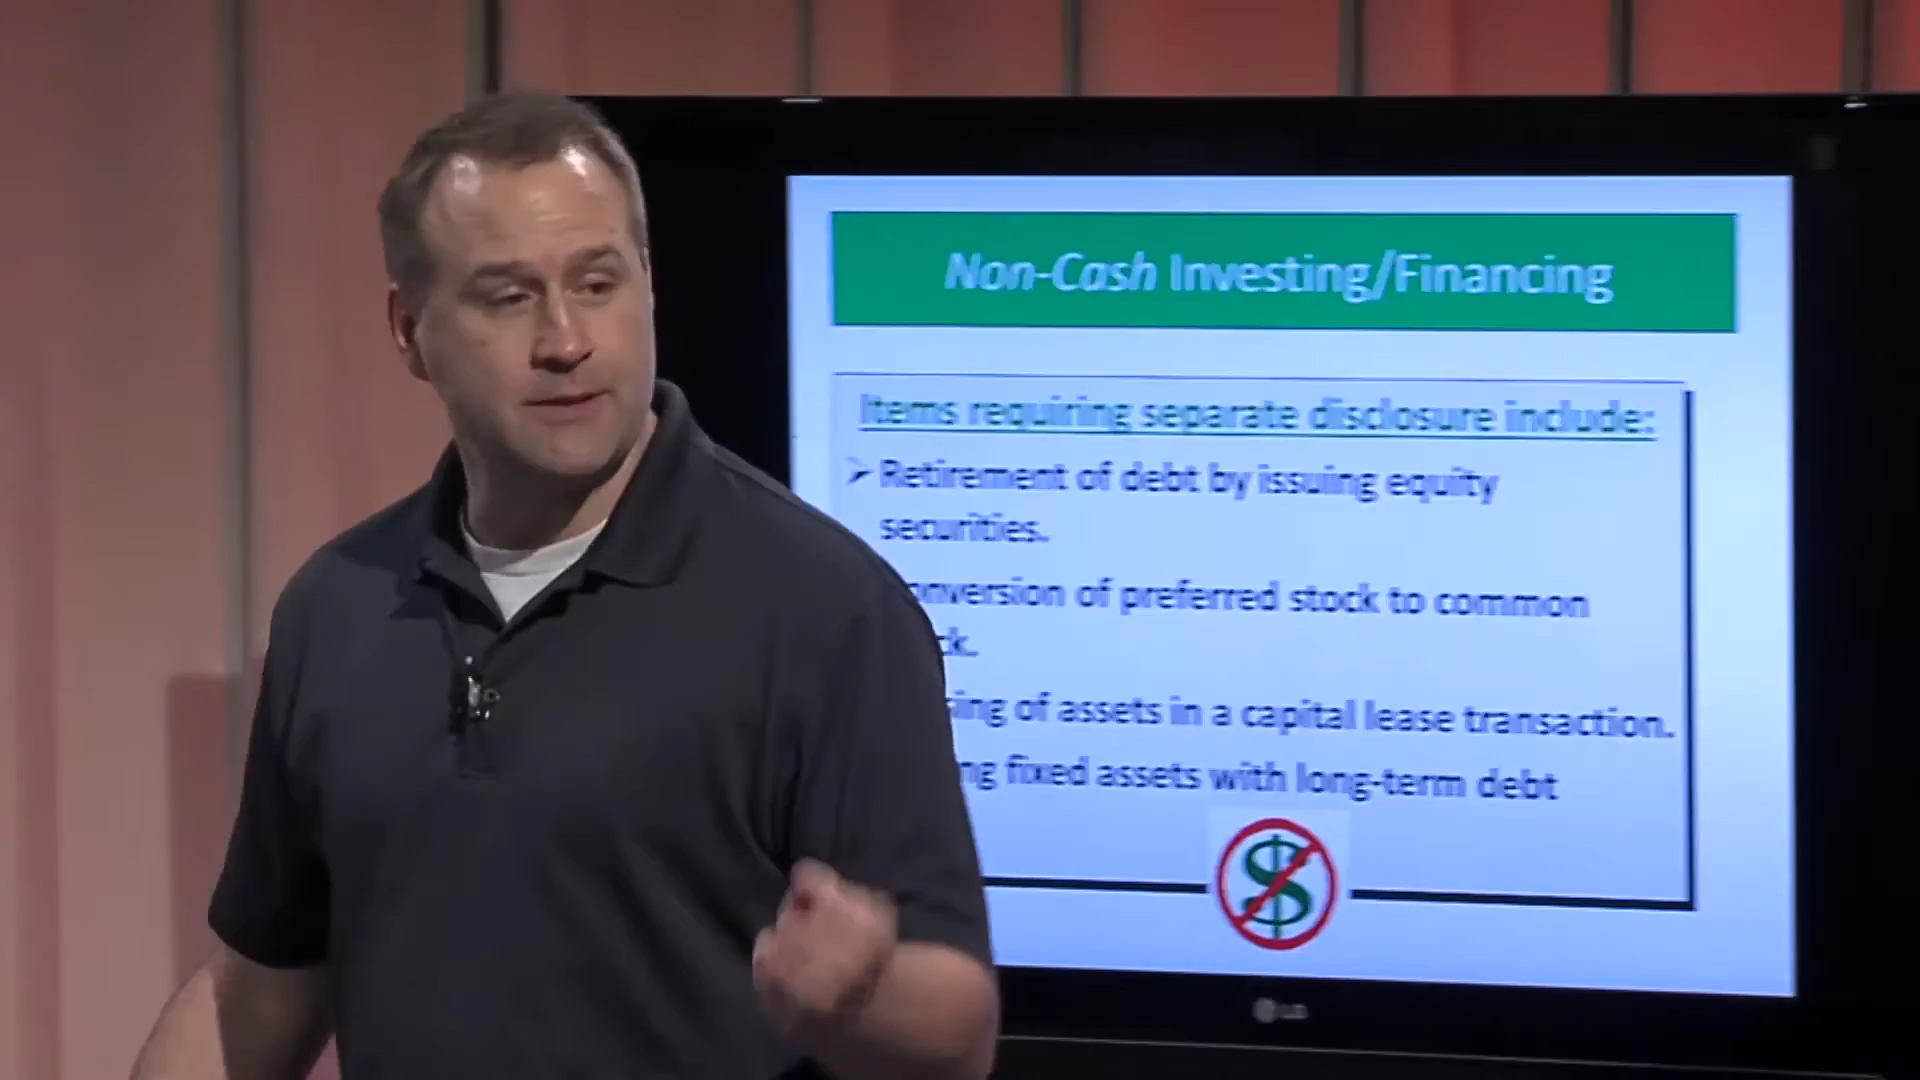 Non-Cash Investing/Financing
Items requiring separate disclosure include:
➢ Retirement of debt by issuing equity
securities.
onversion of preferred stock to common
ck.
sing of assets in a capital lease transaction.
ng fixed assets with long-term debt
$
LG